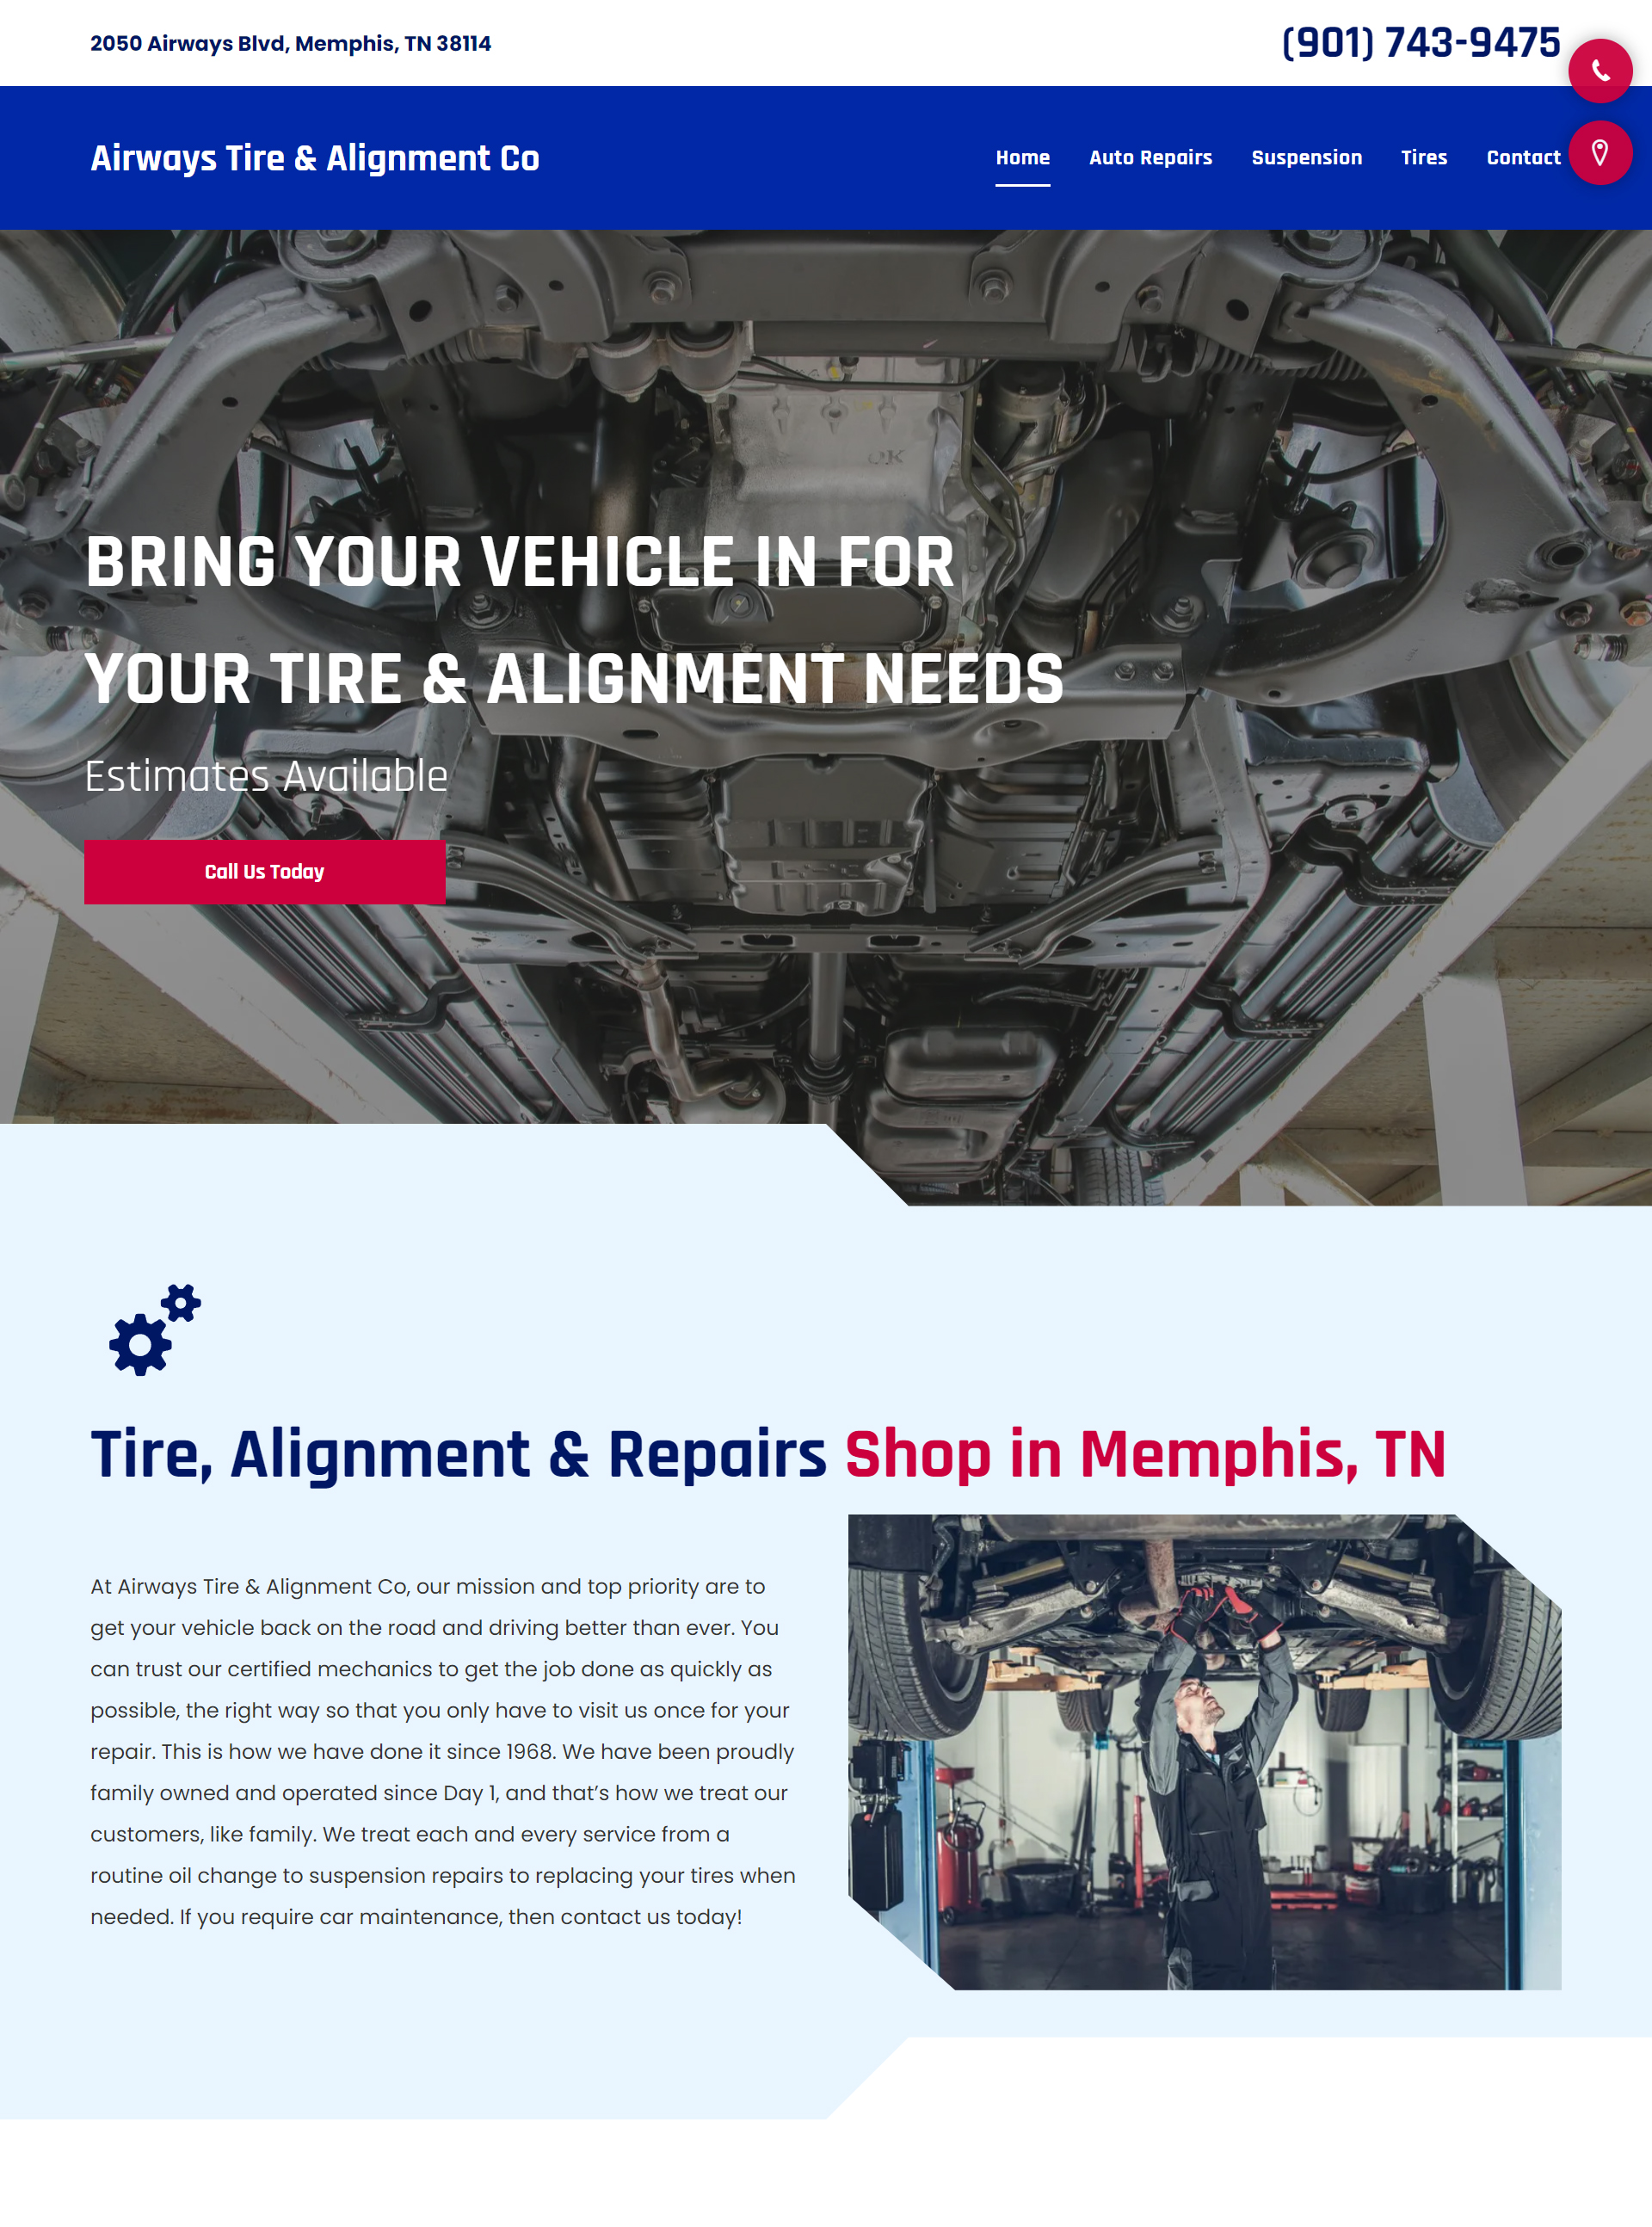 2050 Airways Blvd, Memphis, TN 38114
(901) 743-9475
Airways Tire & Alignment Co
Home
Auto Repairs
Suspension
Tires
Contact
OK
BRING YOUR VEHICLE IN FOR
YOUR TIRE & ALIGNMENT NEEDS
Estimates Available
Call Us Today
Tire, Alignment & Repairs Shop in Memphis, TN
At Airways Tire & Alignment Co, our mission and top priority are to
get your vehicle back on the road and driving better than ever. You
can trust our certified mechanics to get the job done as quickly as
possible, the right way so that you only have to visit us once for your
repair. This is how we have done it since 1968. We have been proudly
family owned and operated since Day 1, and that’s how we treat our
customers, like family. We treat each and every service from a
routine oil change to suspension repairs to replacing your tires when
needed. If you require car maintenance, then contact us today!